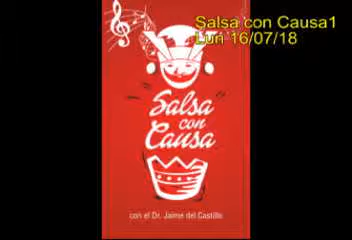 Salsa con Causa1
Lun 16/07/18
Salsa
con
Causa
con el Dr. Jaime del Castillo